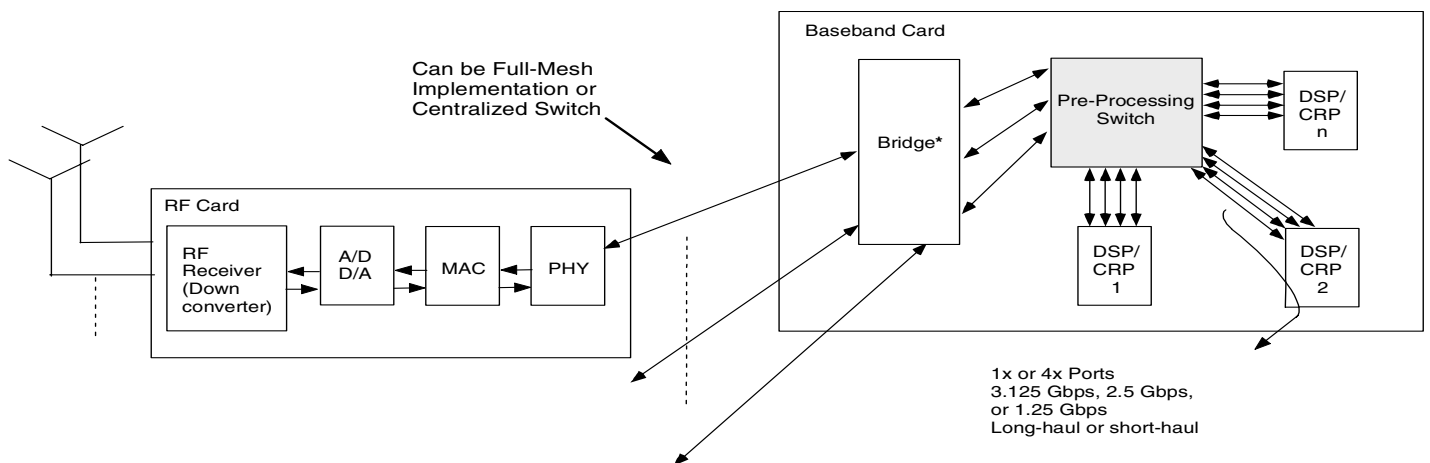 Baseband Card
Can be Full-Mesh
Implementation or
Centralized Switch
Bridge*
Pre-Processing
Switch
DSP/
CRP
n
RF Card
RF
Receiver
(Down
converter)
A/D
D/A
MAC
PHY
DSP/
CRP
1
DSP/
CRP
2
1x or 4x Ports
3.125 Gbps, 2.5 Gbps,
or 1.25 Gbps
Long-haul or short-haul